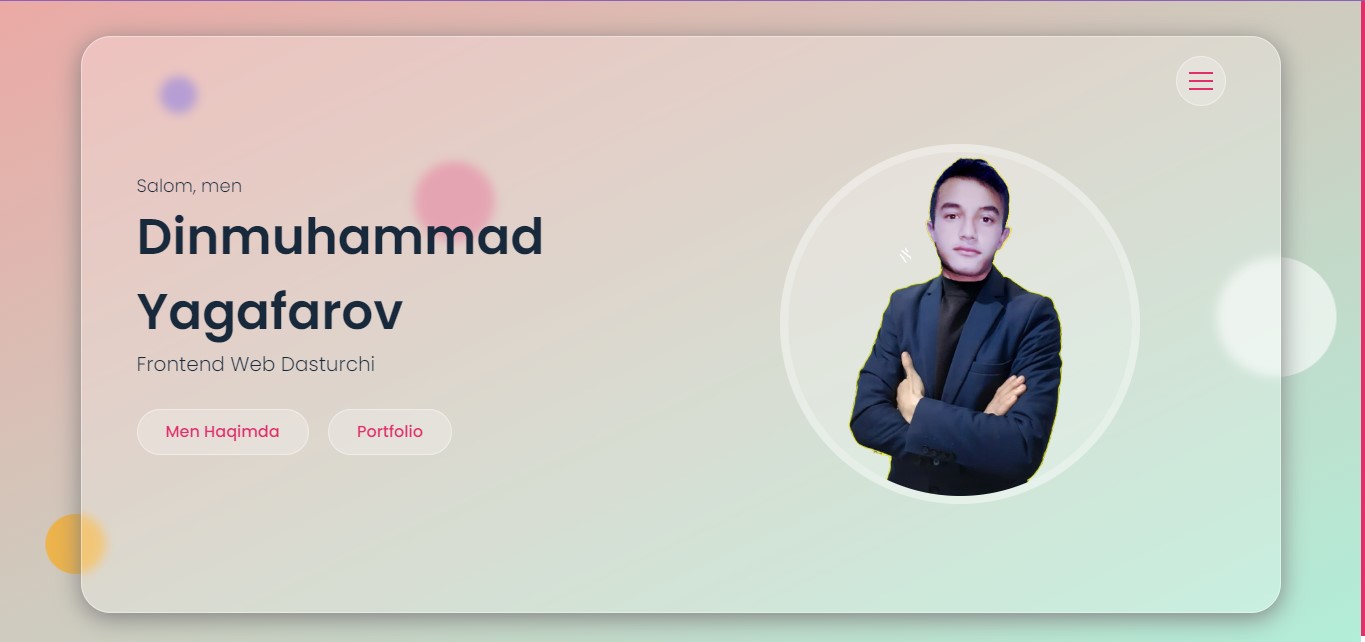 Salom, men
Dinmuhammad
Yagafarov
Frontend Web Dasturchi
Men Haqimda
Portfolio